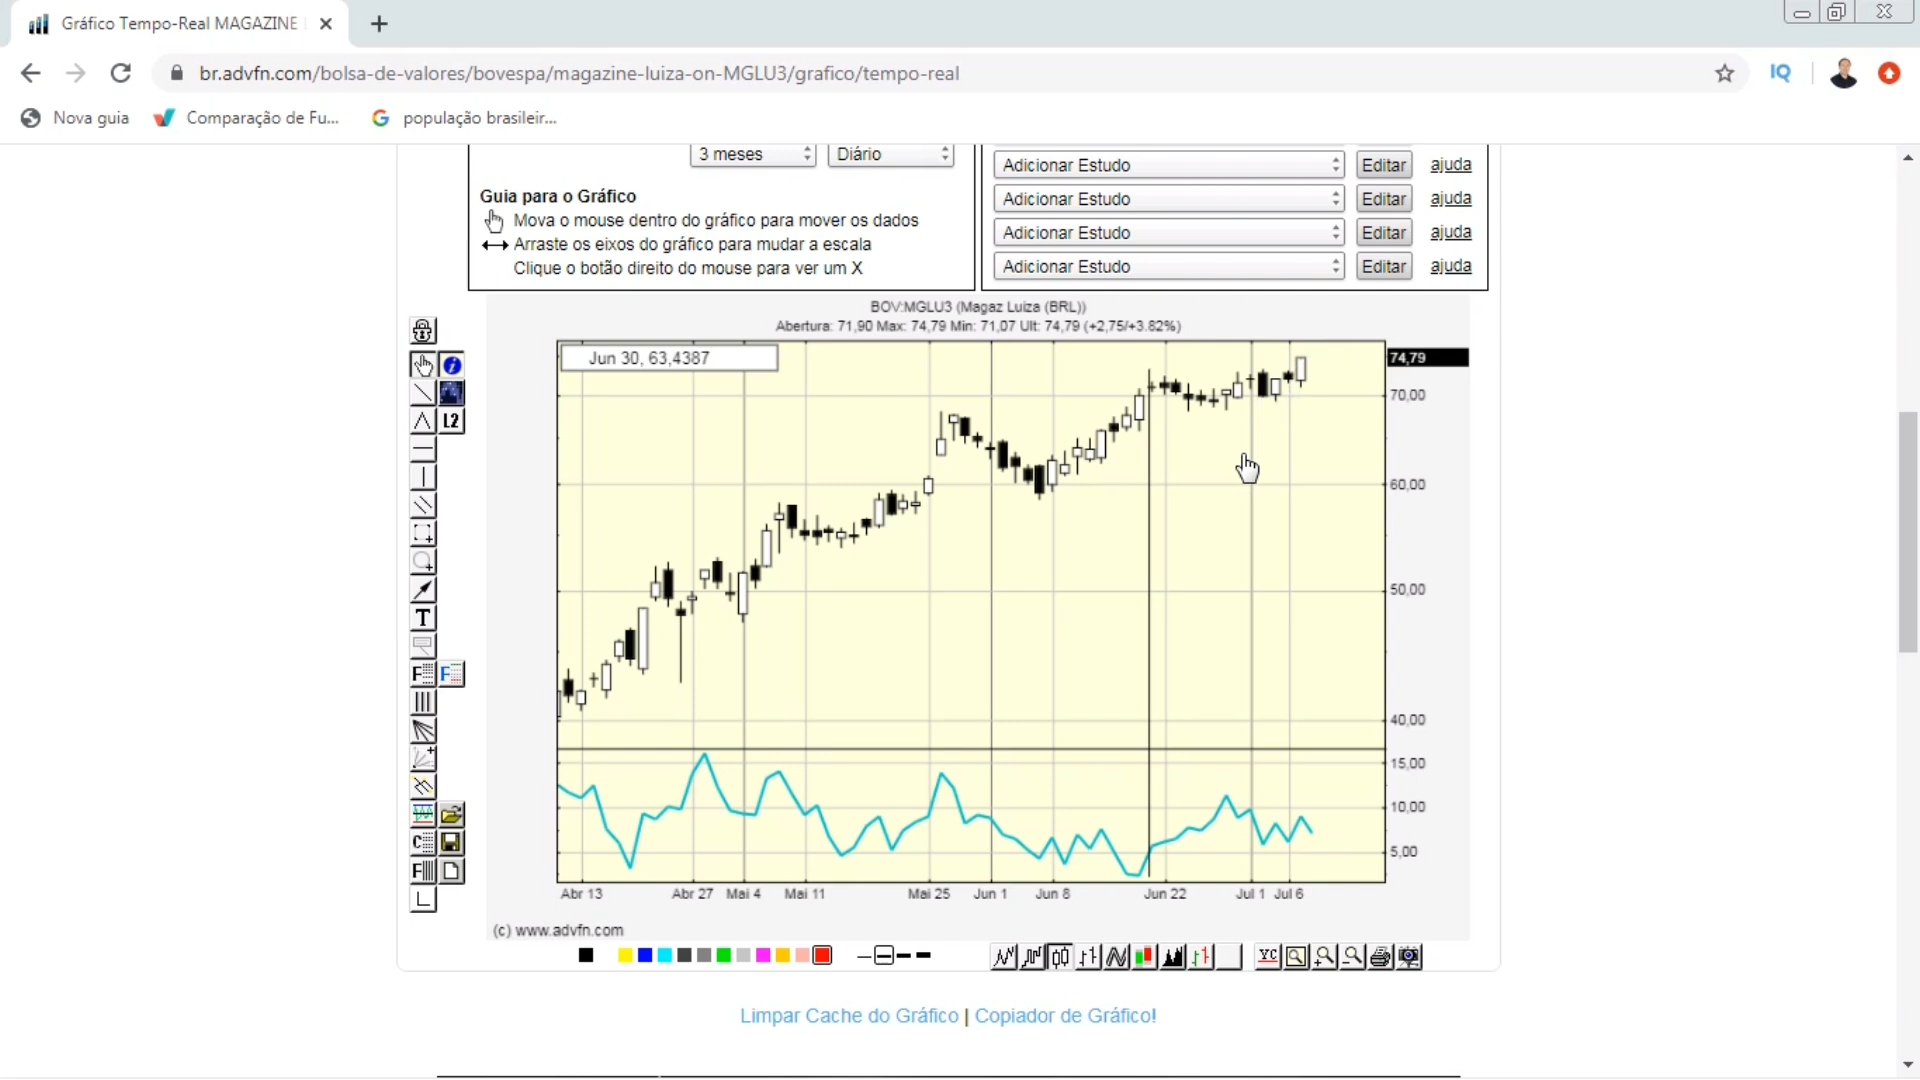 Gráfico Tempo-Real MAGAZINE
br.advfn.com/bolsa-de-valores/bovespa/magazine-luiza-on-MGLU3/grafico/tempo-real
IQ
Nova guia
Comparação de Fu...
população brasileir...
3 meses
Diário
Adicionar Estudo Editar ajuda
Adicionar Estudo Editar ajuda
Adicionar Estudo Editar ajuda
Adicionar Estudo Editar ajuda
Guia para o Gráfico
Mova o mouse dentro do gráfico para mover os dados
Arraste os eixos do gráfico para mudar a escala
Clique o botão direito do mouse para ver um X
BOV:MGLU3 (Magaz Luiza (BRL))
Abertura: 71,90 Max: 74,79 Min: 71,07 Ult: 74,79 (+2,75/+3.82%)
Jun 30, 63,4387
74,79
70,00
60,00
50,00
40,00
15,00
10,00
5,00
L2
T
F
F
C
F
Abr 13
Abr 27
Mai 4
Mai 11
Mai 25
Jun 1
Jun 8
Jun 22
Jul 1
Jul 6
(c) www.advfn.com
YC
Limpar Cache do Gráfico | Copiador de Gráfico!